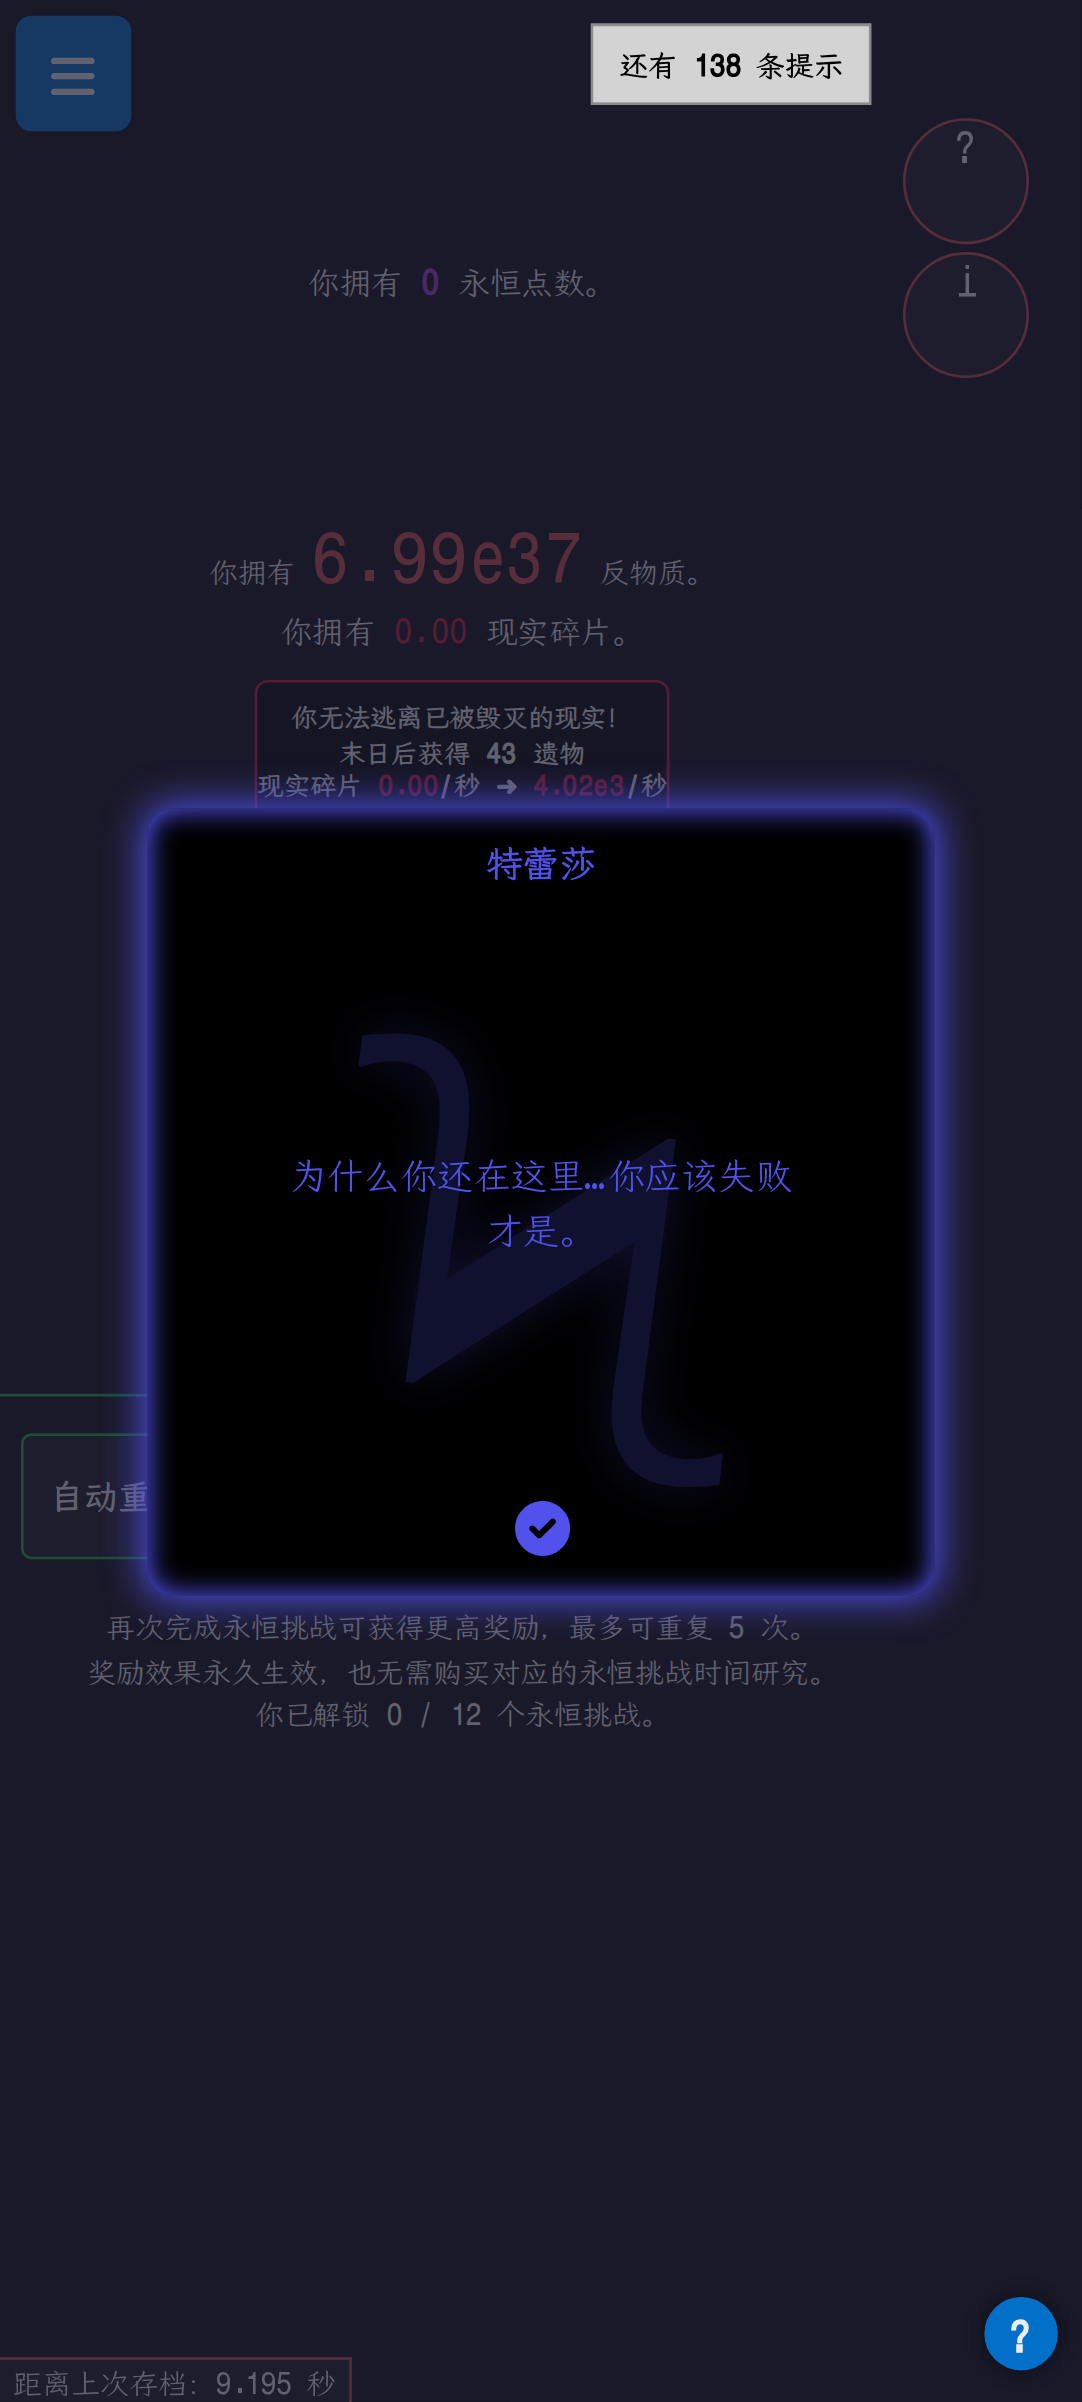 还有 138 条提示
?
i
你拥有 0 永恒点数。
你拥有 6.99e37 反物质。
你拥有 0.00 现实碎片。
你无法逃离已被毁灭的现实!
末日后获得 43 遗物
现实碎片 0.00/秒 ➜ 4.02e3/秒
特蕾莎
为什么你还在这里…你应该失败
才是。
自动重
再次完成永恒挑战可获得更高奖励, 最多可重复 5 次。
奖励效果永久生效, 也无需购买对应的永恒挑战时间研究。
你已解锁 0 / 12 个永恒挑战。
?
距离上次存档: 9.195 秒